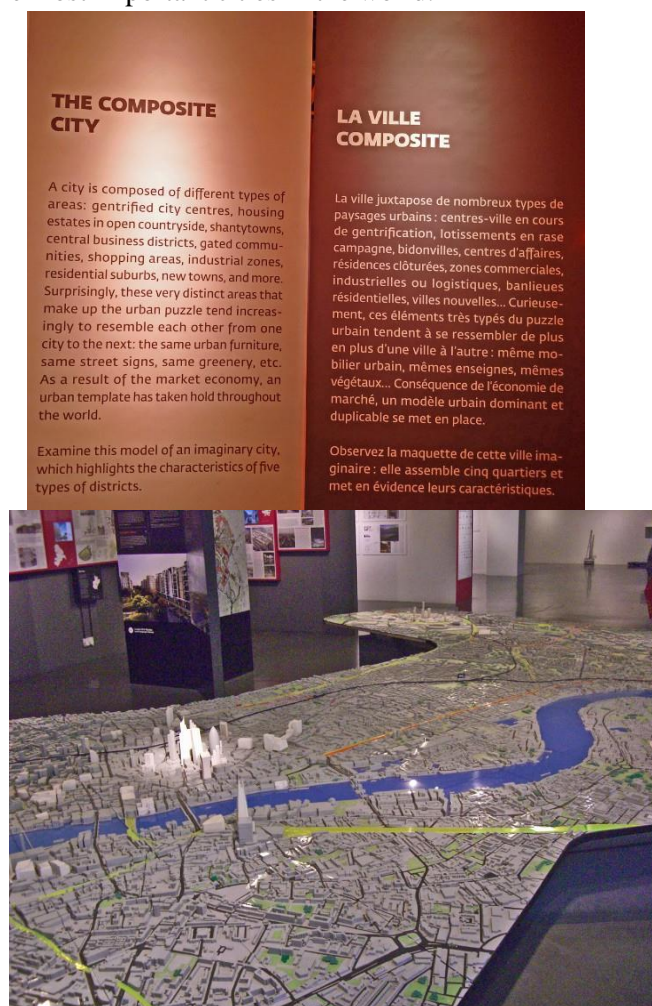 THE COMPOSITE
CITY
A city is composed of different types of
areas: gentrified city centres, housing
estates in open countryside, shantytowns,
central business districts, gated commu-
nities, shopping areas, industrial zones,
residential suburbs, new towns, and more.
Surprisingly, these very distinct areas that
make up the urban puzzle tend increas-
ingly to resemble each other from one
city to the next: the same urban furniture,
same street signs, same greenery, etc.
As a result of the market economy, an
urban template has taken hold throughout
the world.
Examine this model of an imaginary city,
which highlights the characteristics of five
types of districts.
LA VILLE
COMPOSITE
La ville juxtapose de nombreux types de
paysages urbains : centres-ville en cours
de gentrification, lotissements en rase
campagne, bidonvilles, centres d'affaires,
résidences clôturées, zones commerciales,
industrielles ou logistiques, banlieues
résidentielles, villes nouvelles... Curieuse-
ment, ces éléments très typés du puzzle
urbain tendent à se ressembler de plus
en plus d'une ville à l'autre : même mo-
bilier urbain, mêmes enseignes, mêmes
végétaux... Conséquence de l'économie de
marché, un modèle urbain dominant et
duplicable se met en place.
Observez la maquette de cette ville ima-
ginaire : elle assemble cinq quartiers et
met en évidence leurs caractéristiques.